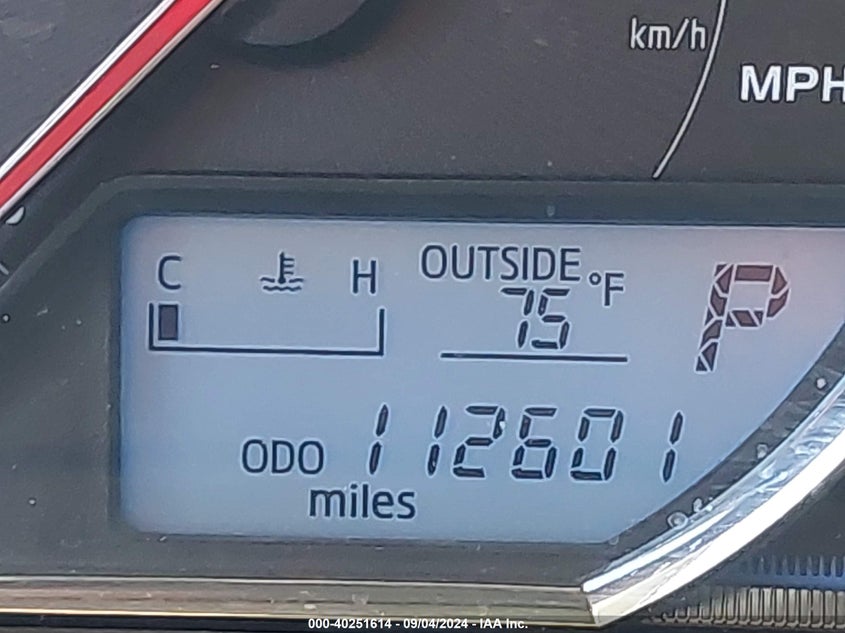 km/h
MPH
C H
OUTSIDE °F
75
P
ODO 112601
miles
000-40251614 - 09/04/2024 - IAA Inc.